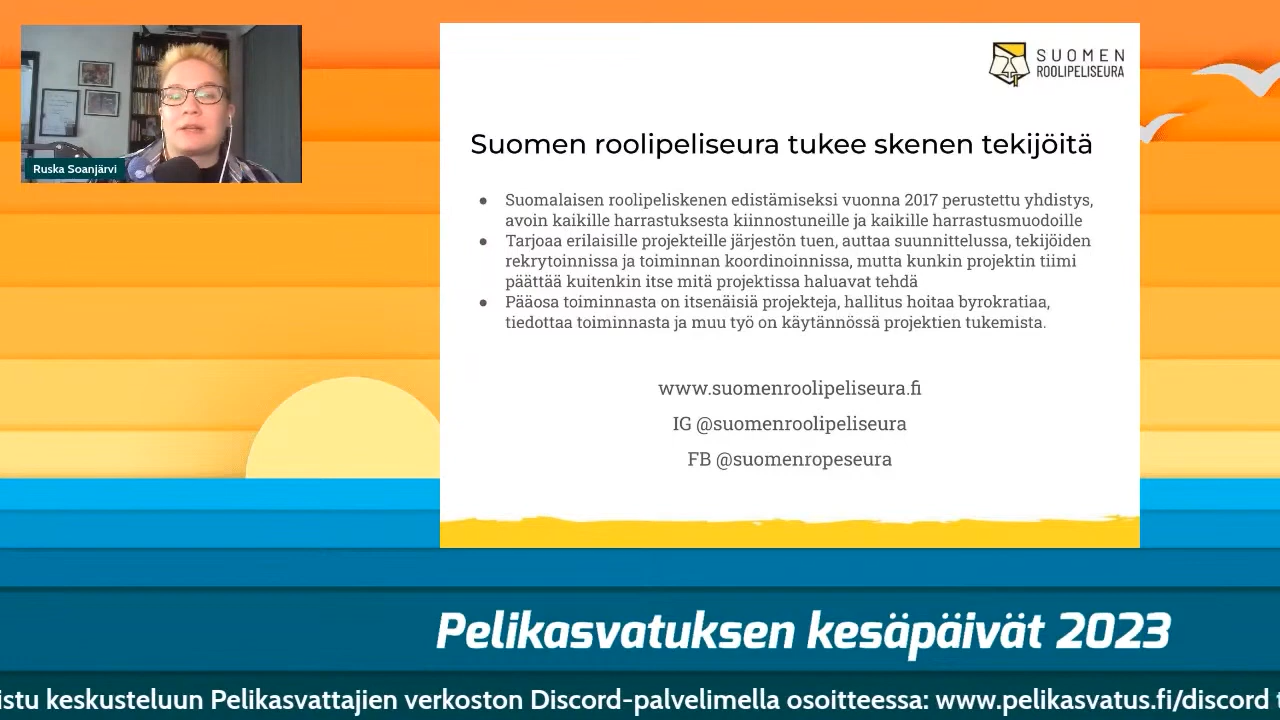 Ruska Soanjärvi
SUOMEN
ROOLIPELISEURA
Suomen roolipeliseura tukee skenen tekijöitä
● Suomalaisen roolipeliskenen edistämiseksi vuonna 2017 perustettu yhdistys,
avoin kaikille harrastuksesta kiinnostuneille ja kaikille harrastusmuodoille
● Tarjoaa erilaisille projekteille järjestön tuen, auttaa suunnittelussa, tekijöiden
rekrytoinnissa ja toiminnan koordinoinnissa, mutta kunkin projektin tiimi
päättää kuitenkin itse mitä projektissa haluavat tehdä
● Pääosa toiminnasta on itsenäisiä projekteja, hallitus hoitaa byrokratiaa,
tiedottaa toiminnasta ja muu työ on käytännössä projektien tukemista.
www.suomenroolipeliseura.fi
IG @suomenroolipeliseura
FB @suomenropeseura
Pelikasvatuksen kesäpäivät 2023
istu keskusteluun Pelikasvattajien verkoston Discord-palvelimella osoitteessa: www.pelikasvatus.fi/discord